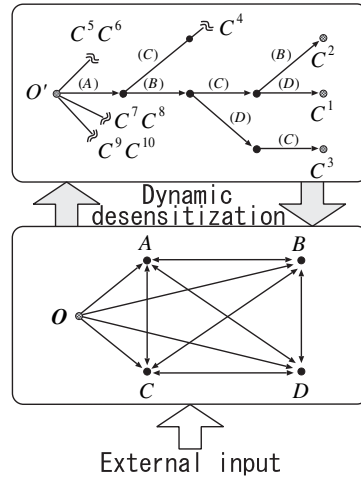 C⁵ C⁶
C⁴
(C)
(B)
C²
O' (A) (B) (C) (D) C¹
(D)
C⁷ C⁸
(C)
C⁹ C¹⁰
C³
Dynamic
desensitization
A B
O
C D
External input